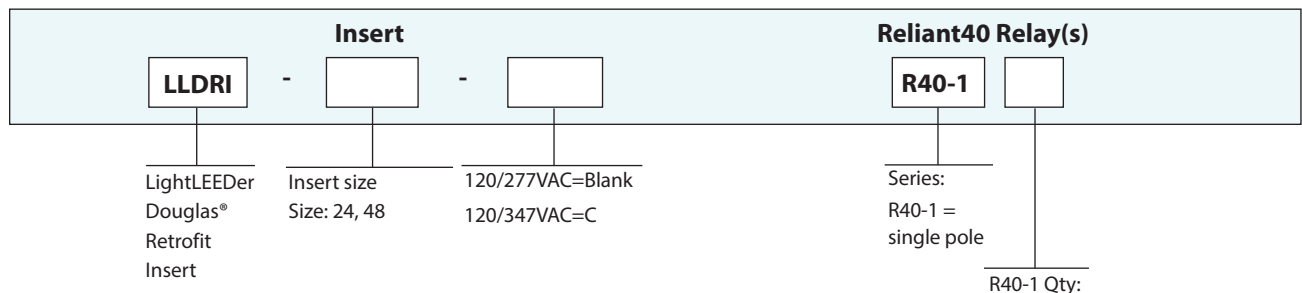 Insert
Reliant40 Relay(s)
LLDRI - - R40-1
LightLEEDer
Douglas®
Retrofit
Insert
Insert size
Size: 24, 48
120/277VAC=Blank
120/347VAC=C
Series:
R40-1 =
single pole
R40-1 Qty: